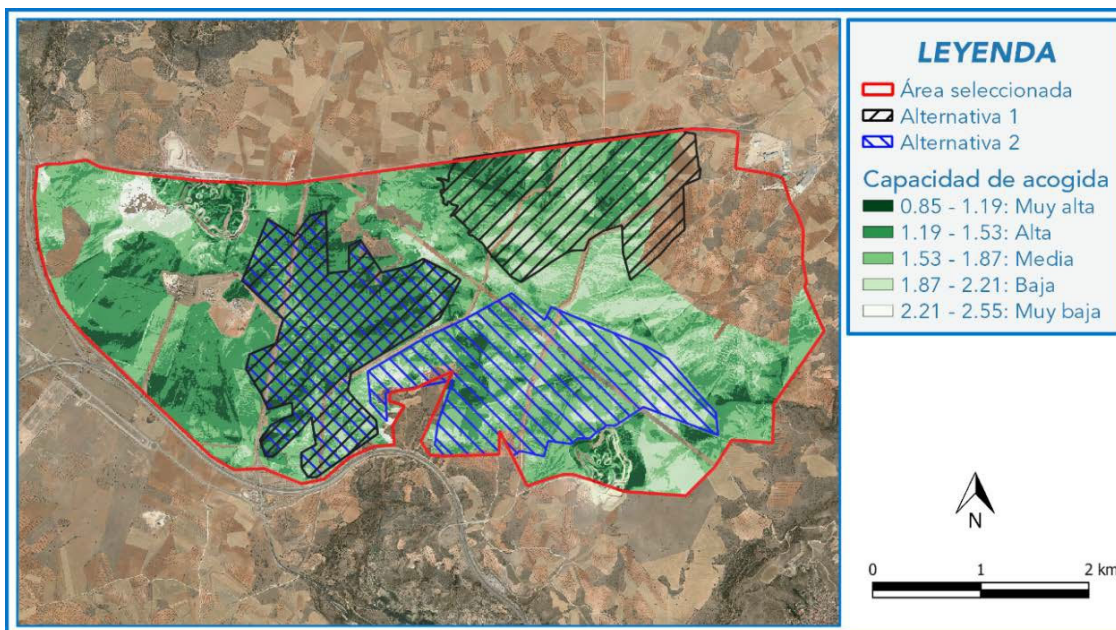 LEYENDA
Área seleccionada
Alternativa 1
Alternativa 2
Capacidad de acogida
0.85 - 1.19: Muy alta
1.19 - 1.53: Alta
1.53 - 1.87: Media
1.87 - 2.21: Baja
2.21 - 2.55: Muy baja
N
0 1 2 km